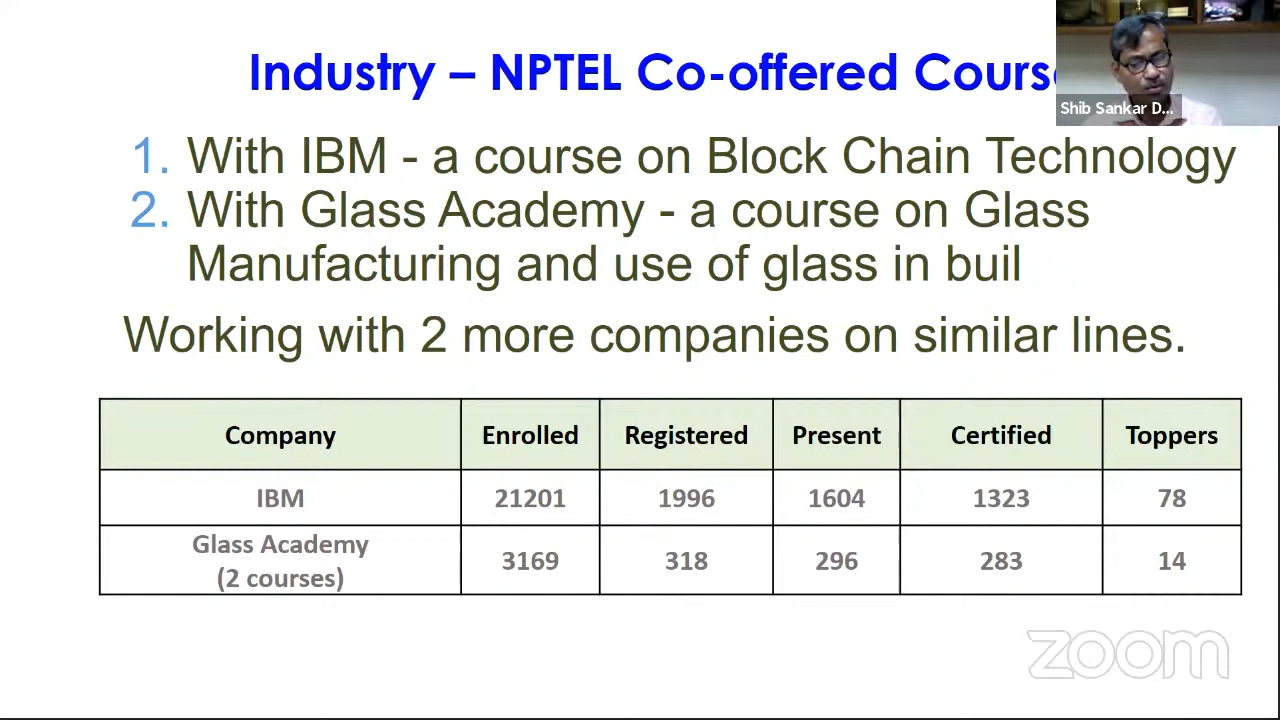 Industry – NPTEL Co-offered Cours
Shib Sankar D...
1. With IBM - a course on Block Chain Technology
2. With Glass Academy - a course on Glass
Manufacturing and use of glass in buil
Working with 2 more companies on similar lines.
Company Enrolled Registered Present Certified Toppers
IBM 21201 1996 1604 1323 78
Glass Academy
(2 courses) 3169 318 296 283 14
zoom